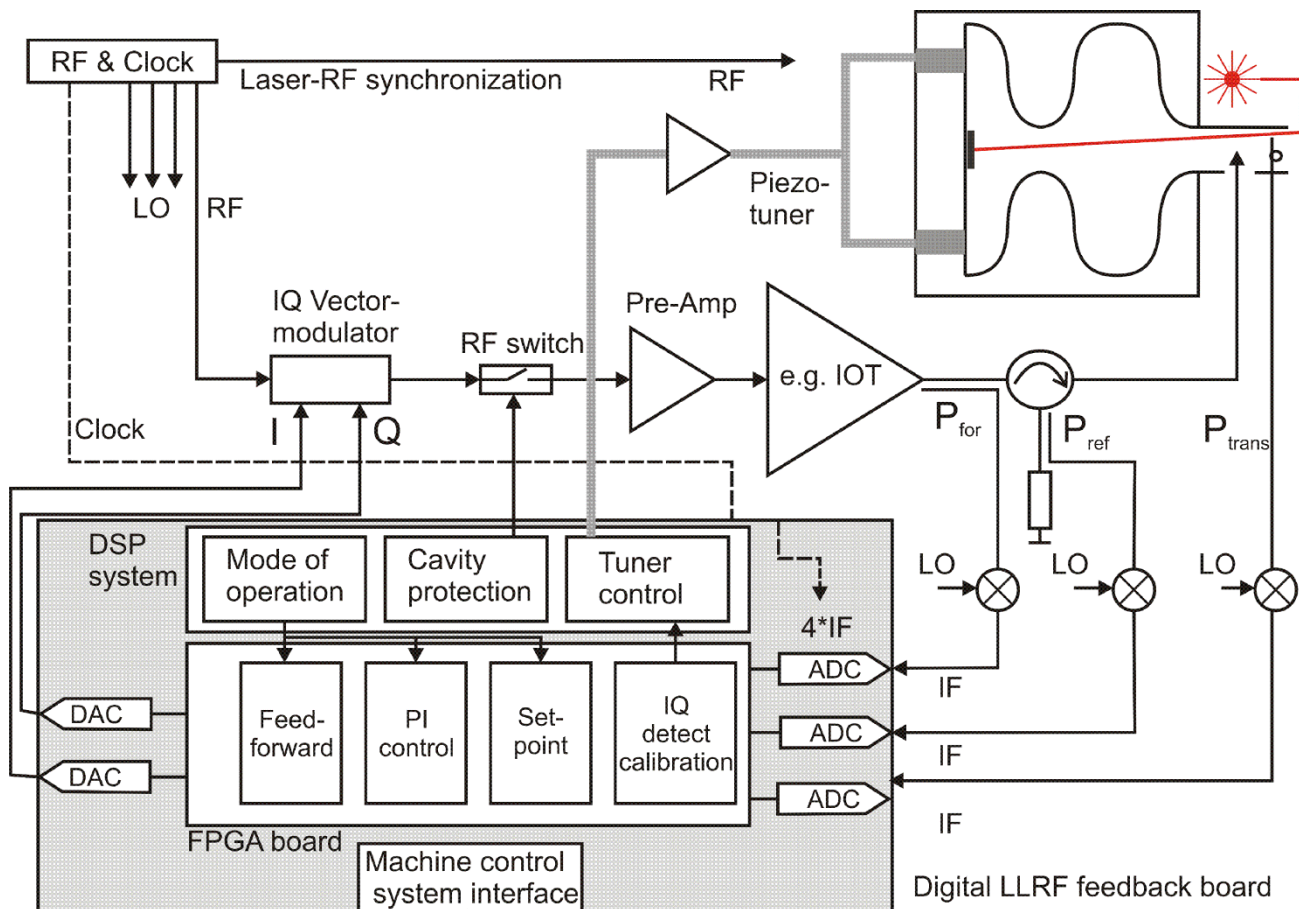 RF & Clock
Laser-RF synchronization
RF
LO
RF
Piezo-
tuner
IQ Vector-
modulator
RF switch
Pre-Amp
e.g. IOT
Clock
I
Q
P for
P ref
P trans
DSP
system
Mode of
operation
Cavity
protection
Tuner
control
LO
LO
LO
4*IF
Feed-
forward
PI
control
Set-
point
IQ
detect
calibration
ADC
IF
ADC
IF
ADC
IF
DAC
DAC
FPGA board
Machine control
system interface
Digital LLRF feedback board